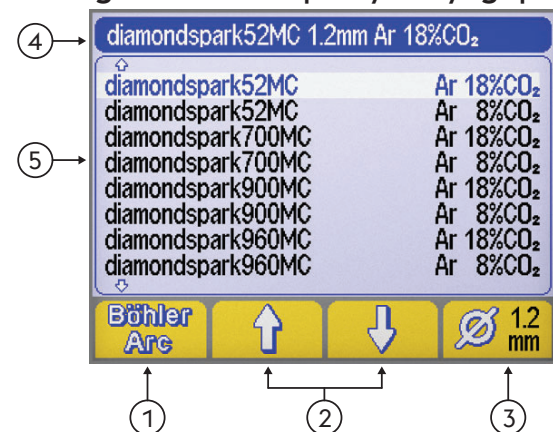 4
diamondspark52MC 1.2mm Ar 18%CO₂
diamondspark52MC Ar 18%CO₂
diamondspark52MC Ar 8%CO₂
diamondspark700MC Ar 18%CO₂
5
diamondspark700MC Ar 8%CO₂
diamondspark900MC Ar 18%CO₂
diamondspark900MC Ar 8%CO₂
diamondspark960MC Ar 18%CO₂
diamondspark960MC Ar 8%CO₂
Böhler
Arc
Ø 1.2
mm
1 2 3